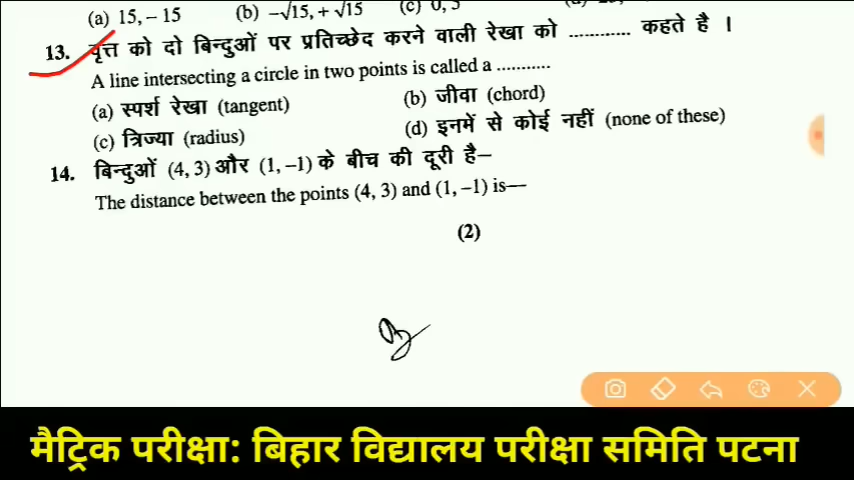 (a) 15, – 15 (b) –√15, + √15 (c) 0, 5
13. वृत्त को दो बिन्दुओं पर प्रतिच्छेद करने वाली रेखा को ............ कहते है ।
A line intersecting a circle in two points is called a ...........
(a) स्पर्श रेखा (tangent) (b) जीवा (chord)
(c) त्रिज्या (radius) (d) इनमें से कोई नहीं (none of these)
14. बिन्दुओं (4, 3) और (1, –1) के बीच की दूरी है–
The distance between the points (4, 3) and (1, –1) is—
(2)
मैट्रिक परीक्षा: बिहार विद्यालय परीक्षा समिति पटना